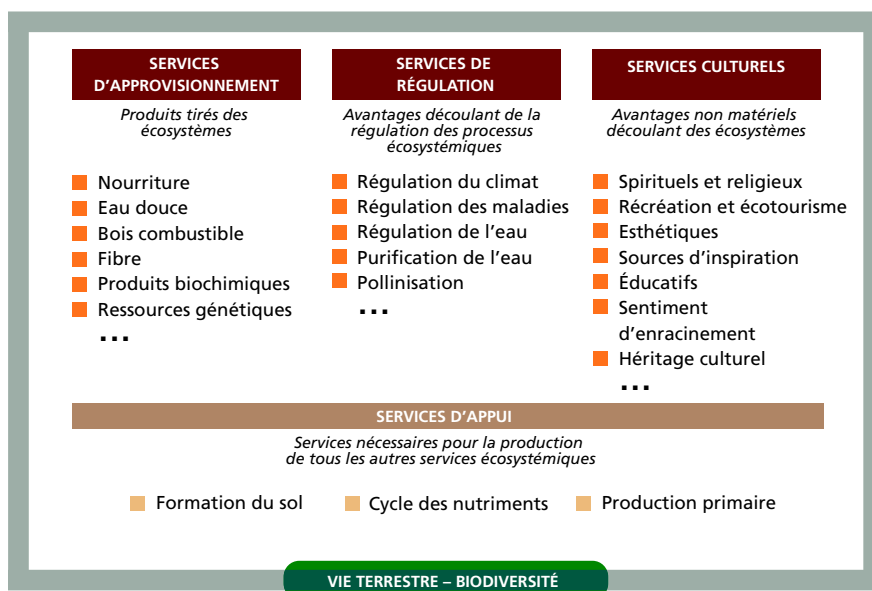 SERVICES
D'APPROVISIONNEMENT
Produits tirés des
écosystèmes
Nourriture
Eau douce
Bois combustible
Fibre
Produits biochimiques
Ressources génétiques
...
SERVICES DE
RÉGULATION
Avantages découlant de la
régulation des processus
écosystémiques
Régulation du climat
Régulation des maladies
Régulation de l'eau
Purification de l'eau
Pollinisation
...
SERVICES CULTURELS
Avantages non matériels
découlant des écosystèmes
Spirituels et religieux
Récréation et écotourisme
Esthétiques
Sources d'inspiration
Éducatifs
Sentiment
d'enracinement
Héritage culturel
...
SERVICES D'APPUI
Services nécessaires pour la production
de tous les autres services écosystémiques
Formation du sol
Cycle des nutriments
Production primaire
VIE TERRESTRE – BIODIVERSITÉ